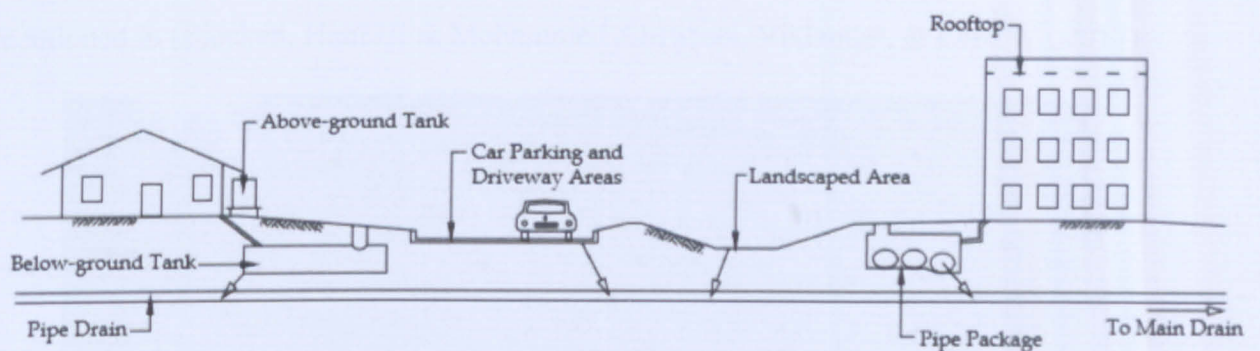 Rooftop
Above-ground Tank
Car Parking and
Driveway Areas
Landscaped Area
Below-ground Tank
Pipe Drain
Pipe Package
To Main Drain